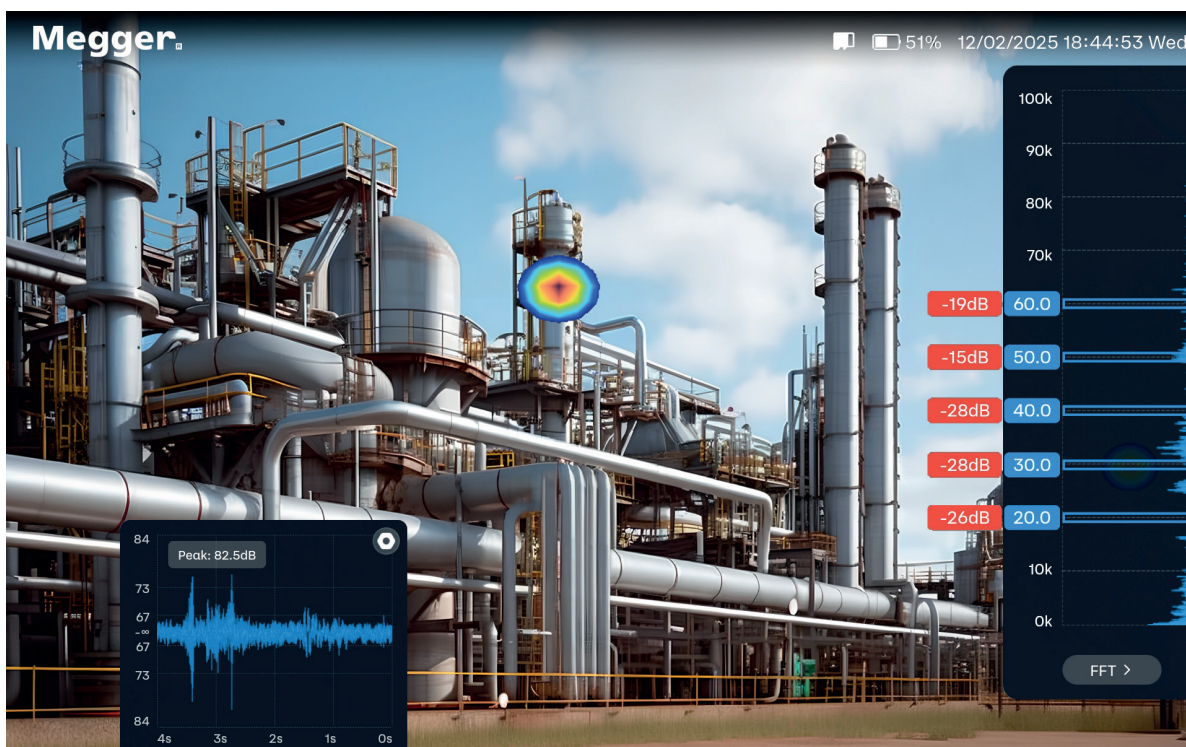 Megger®
51% 12/02/2025 18:44:53 Wed
100k
90k
80k
70k
-19dB 60.0
-15dB 50.0
-28dB 40.0
-28dB 30.0
-26dB 20.0
10k
0k
FFT >
84
Peak: 82.5dB
73
67
-∞
67
73
84
4s 3s 2s 1s 0s